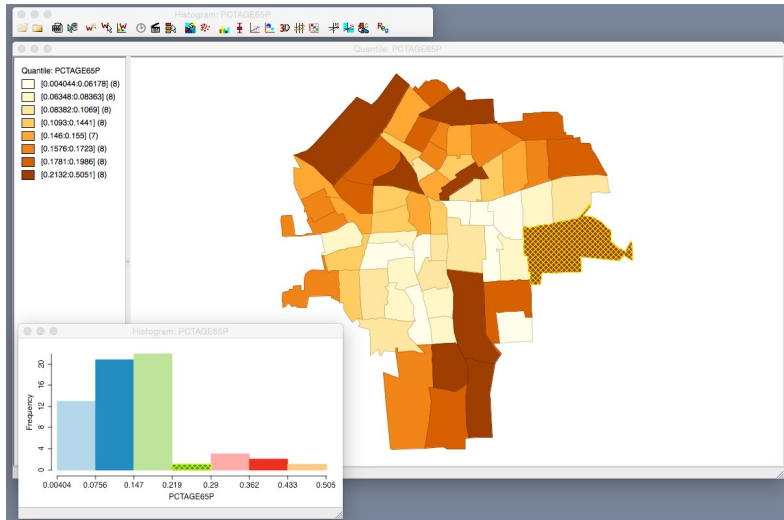 Histogram: PCTAGE65P
3D
Reg
Quantile: PCTAGE65P
Quantile: PCTAGE65P
[0.004044:0.06178] (8)
[0.06348:0.08363] (8)
[0.08382:0.1069] (8)
[0.1093:0.1441] (8)
[0.146:0.155] (7)
[0.1576:0.1723] (8)
[0.1781:0.1986] (8)
[0.2132:0.5051] (8)
Histogram: PCTAGE65P
Frequency
20
16
12
8
4
0
0.00404 0.0756 0.147 0.219 0.29 0.362 0.433 0.505
PCTAGE65P